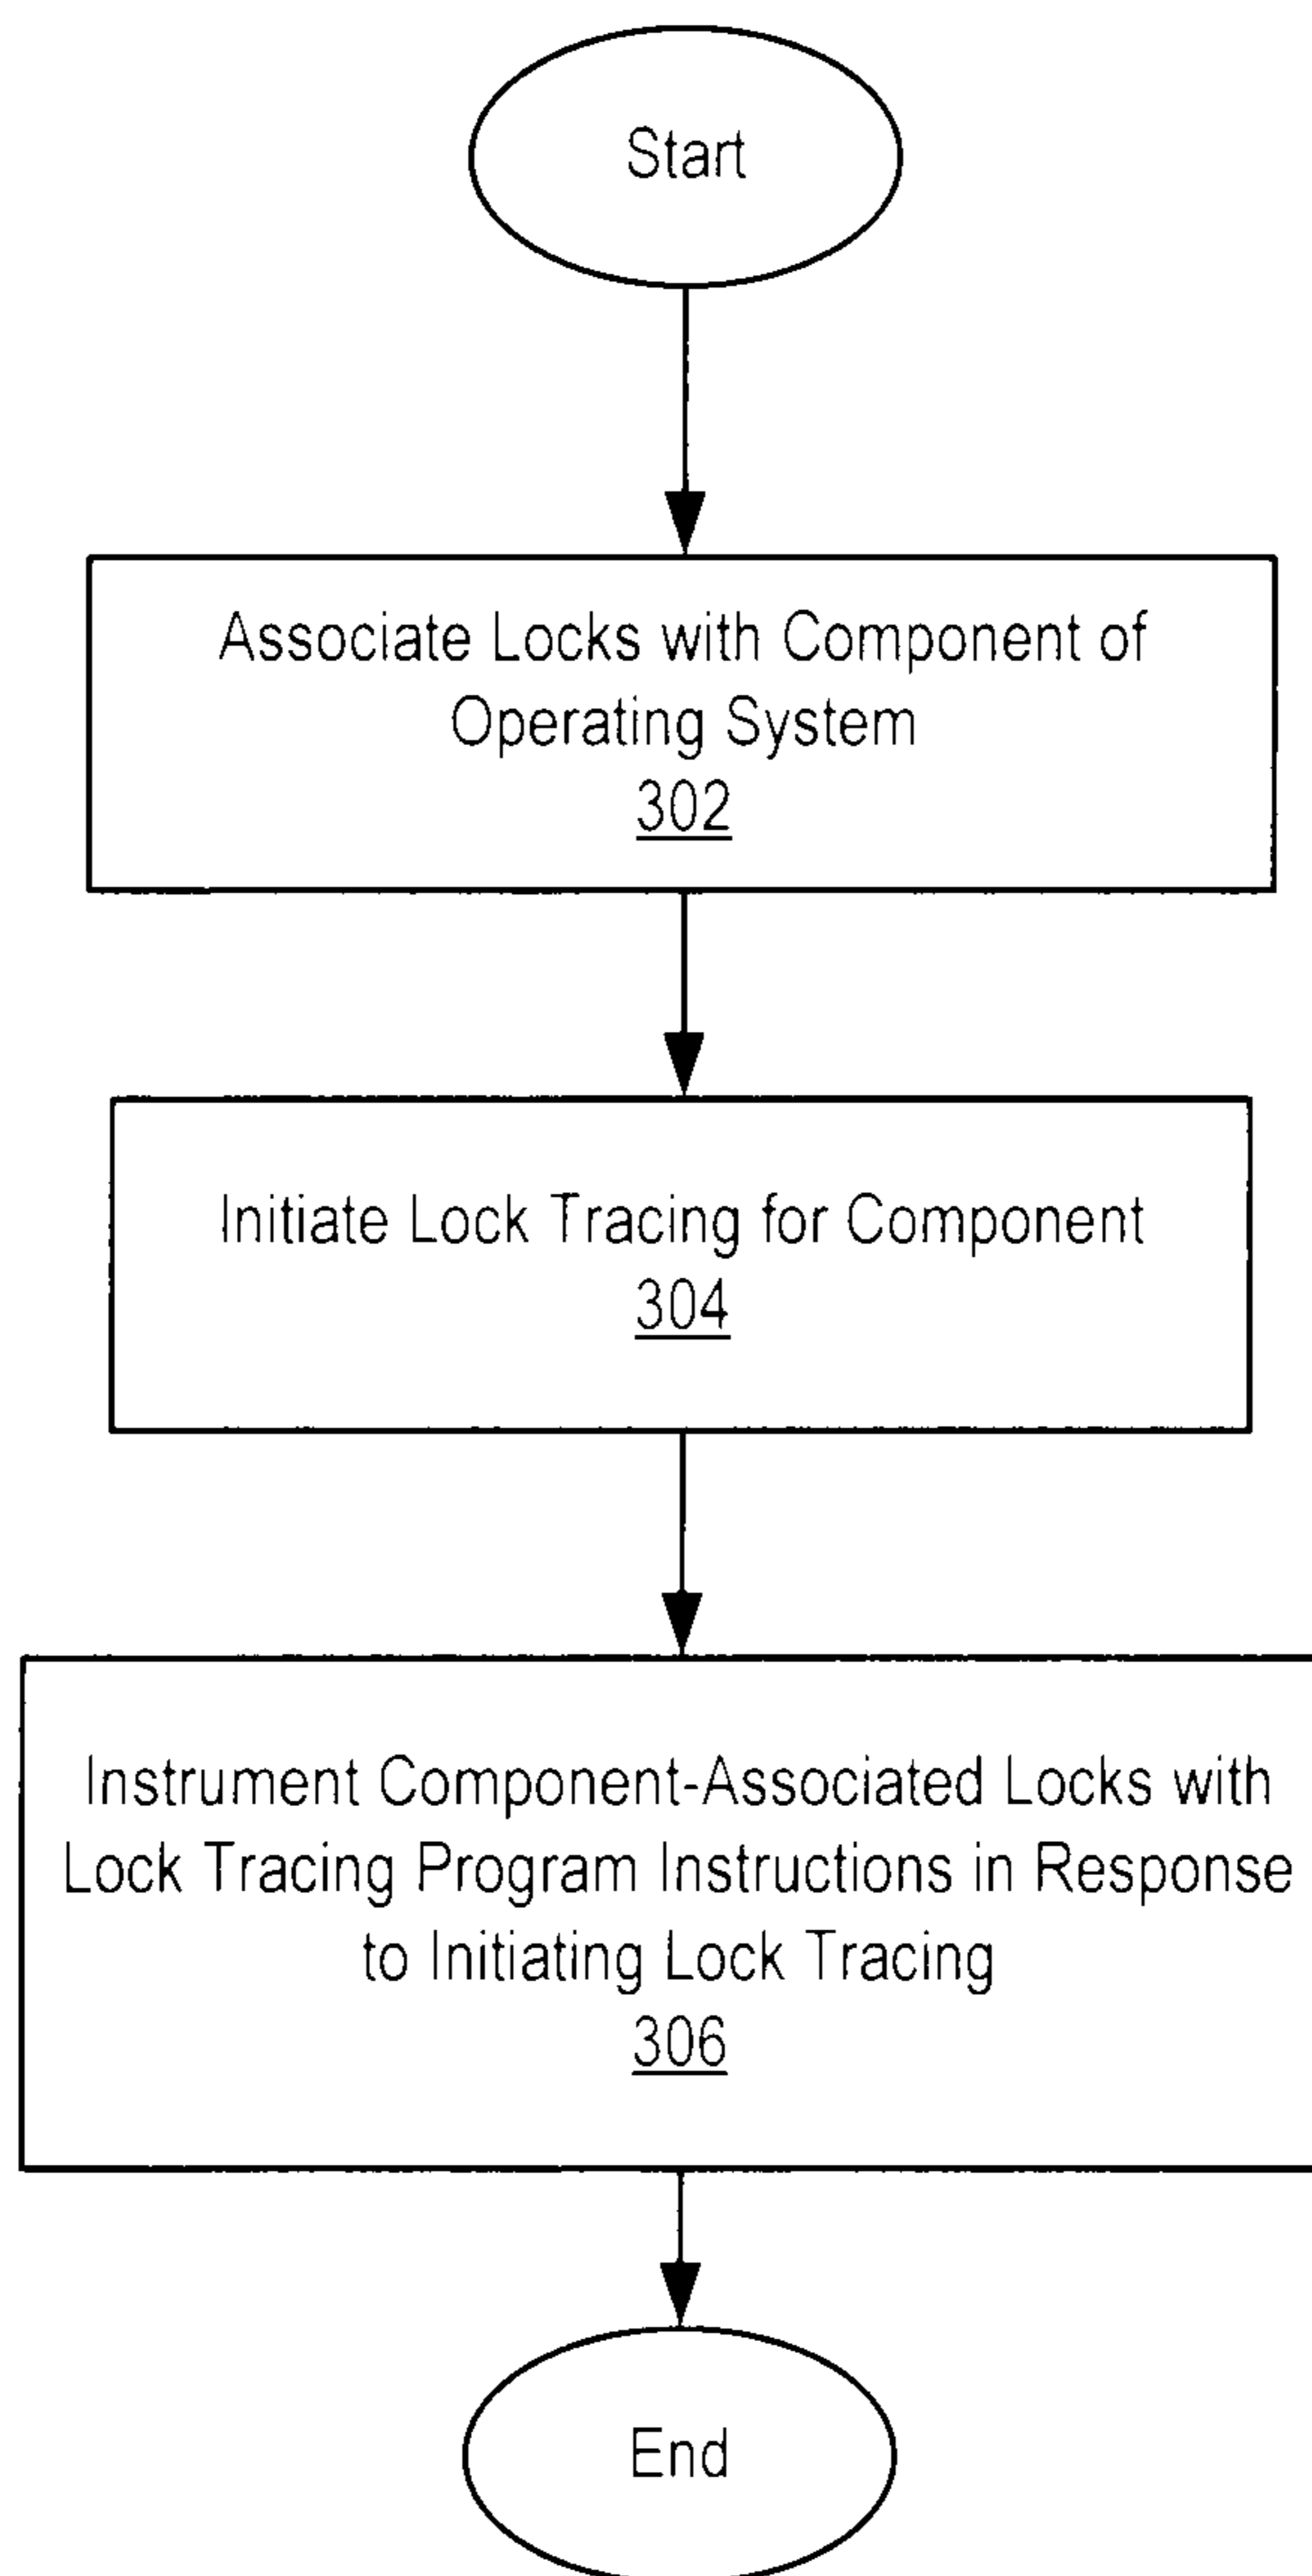 Start
Associate Locks with Component of
Operating System
302
Initiate Lock Tracing for Component
304
Instrument Component-Associated Locks with
Lock Tracing Program Instructions in Response
to Initiating Lock Tracing
306
End